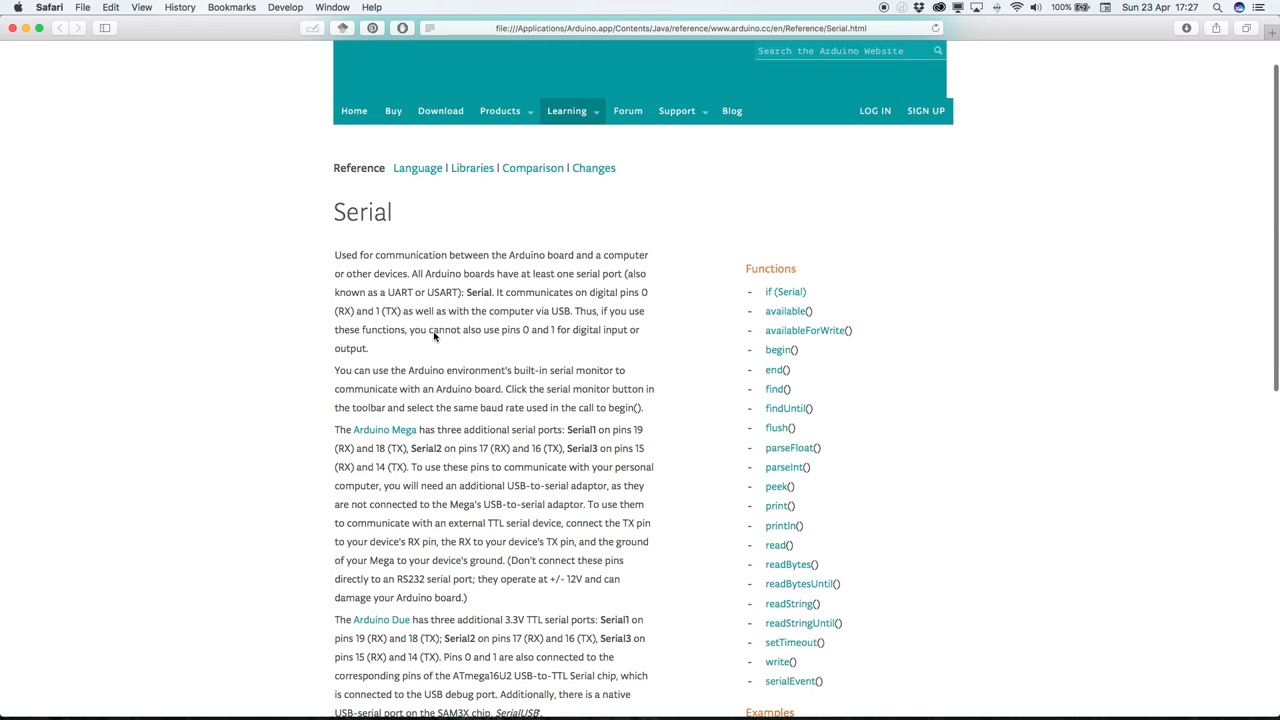 Safari File Edit View History Bookmarks Develop Window Help 100% Sun 23 Apr 17:27
file:///Applications/Arduino.app/Contents/Java/reference/www.arduino.cc/en/Reference/Serial.html
Search the Arduino Website
Home Buy Download Products Learning Forum Support Blog LOG IN SIGN UP
Reference Language | Libraries | Comparison | Changes
Serial
Used for communication between the Arduino board and a computer
or other devices. All Arduino boards have at least one serial port (also
known as a UART or USART): Serial. It communicates on digital pins 0
(RX) and 1 (TX) as well as with the computer via USB. Thus, if you use
these functions, you cannot also use pins 0 and 1 for digital input or
output.
You can use the Arduino environment's built-in serial monitor to
communicate with an Arduino board. Click the serial monitor button in
the toolbar and select the same baud rate used in the call to begin().
The Arduino Mega has three additional serial ports: Serial1 on pins 19
(RX) and 18 (TX), Serial2 on pins 17 (RX) and 16 (TX), Serial3 on pins 15
(RX) and 14 (TX). To use these pins to communicate with your personal
computer, you will need an additional USB-to-serial adaptor, as they
are not connected to the Mega's USB-to-serial adaptor. To use them
to communicate with an external TTL serial device, connect the TX pin
to your device's RX pin, the RX to your device's TX pin, and the ground
of your Mega to your device's ground. (Don't connect these pins
directly to an RS232 serial port; they operate at +/- 12V and can
damage your Arduino board.)
The Arduino Due has three additional 3.3V TTL serial ports: Serial1 on
pins 19 (RX) and 18 (TX); Serial2 on pins 17 (RX) and 16 (TX), Serial3 on
pins 15 (RX) and 14 (TX). Pins 0 and 1 are also connected to the
corresponding pins of the ATmega16U2 USB-to-TTL Serial chip, which
is connected to the USB debug port. Additionally, there is a native
USB-serial port on the SAM3X chip, SerialUSB'.
Functions
- if (Serial)
- available()
- availableForWrite()
- begin()
- end()
- find()
- findUntil()
- flush()
- parseFloat()
- parseInt()
- peek()
- print()
- println()
- read()
- readBytes()
- readBytesUntil()
- readString()
- readStringUntil()
- setTimeout()
- write()
- serialEvent()
Examples